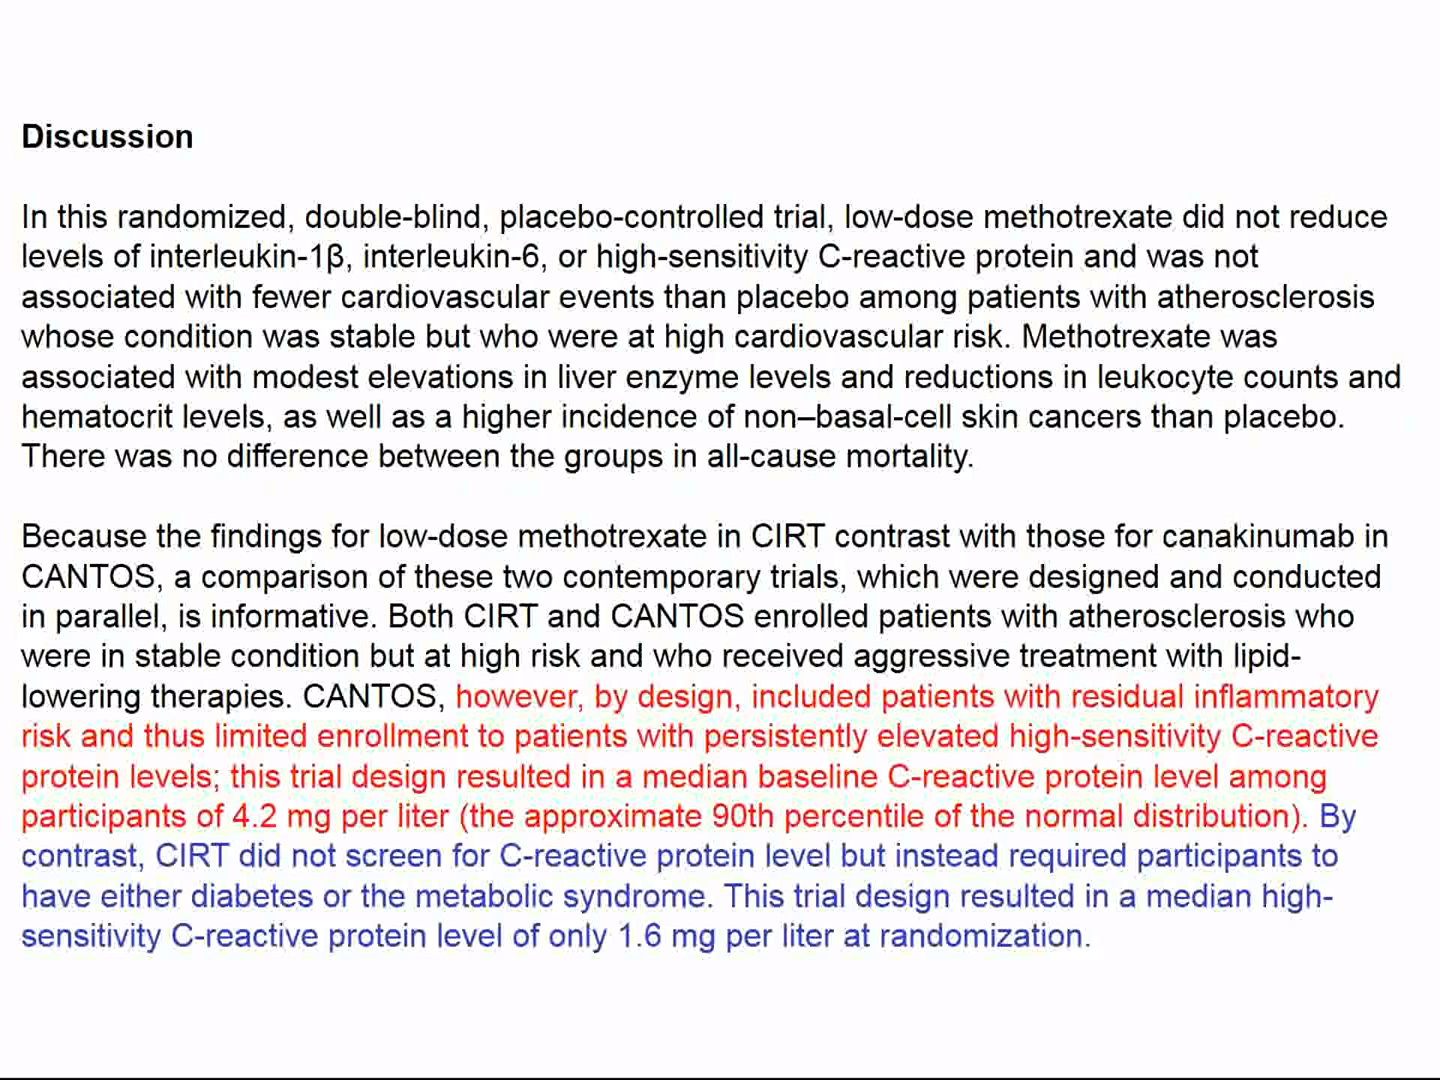 Discussion
In this randomized, double-blind, placebo-controlled trial, low-dose methotrexate did not reduce
levels of interleukin-1β, interleukin-6, or high-sensitivity C-reactive protein and was not
associated with fewer cardiovascular events than placebo among patients with atherosclerosis
whose condition was stable but who were at high cardiovascular risk. Methotrexate was
associated with modest elevations in liver enzyme levels and reductions in leukocyte counts and
hematocrit levels, as well as a higher incidence of non–basal-cell skin cancers than placebo.
There was no difference between the groups in all-cause mortality.
Because the findings for low-dose methotrexate in CIRT contrast with those for canakinumab in
CANTOS, a comparison of these two contemporary trials, which were designed and conducted
in parallel, is informative. Both CIRT and CANTOS enrolled patients with atherosclerosis who
were in stable condition but at high risk and who received aggressive treatment with lipid-
lowering therapies. CANTOS, however, by design, included patients with residual inflammatory
risk and thus limited enrollment to patients with persistently elevated high-sensitivity C-reactive
protein levels; this trial design resulted in a median baseline C-reactive protein level among
participants of 4.2 mg per liter (the approximate 90th percentile of the normal distribution). By
contrast, CIRT did not screen for C-reactive protein level but instead required participants to
have either diabetes or the metabolic syndrome. This trial design resulted in a median high-
sensitivity C-reactive protein level of only 1.6 mg per liter at randomization.